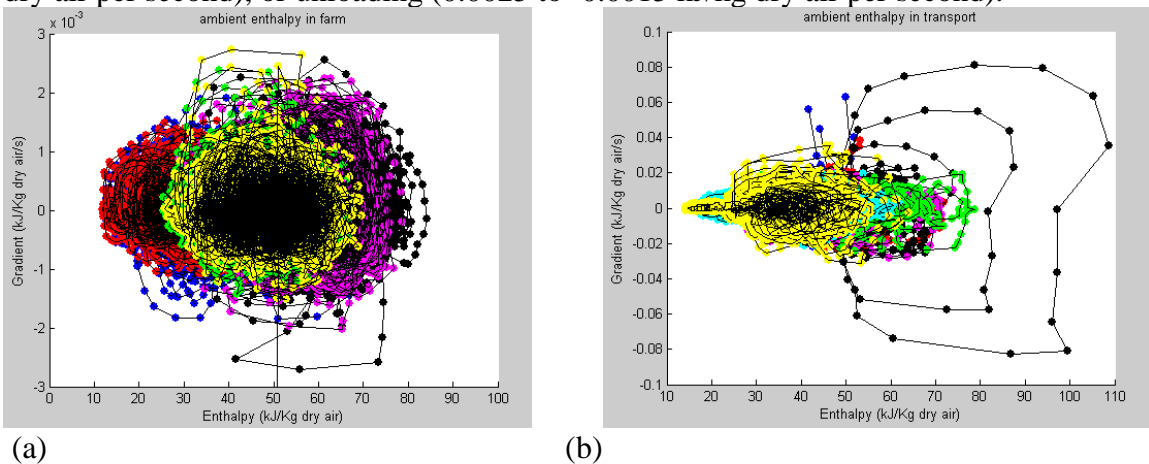 dry air per second), or unloading (0.0025 to -0.0015 kJ/kg dry air per second).
ambient enthalpy in farm
x 10⁻³
3
2
1
0
-1
-2
-3
0 10 20 30 40 50 60 70 80 90 100
Gradient (kJ/Kg dry air/s)
Enthalpy (kJ/Kg dry air)
(a)
ambient enthalpy in transport
0.1
0.08
0.06
0.04
0.02
0
-0.02
-0.04
-0.06
-0.08
-0.1
10 20 30 40 50 60 70 80 90 100 110
Gradient (kJ/Kg dry air/s)
Enthalpy (kJ/Kg dry air)
(b)